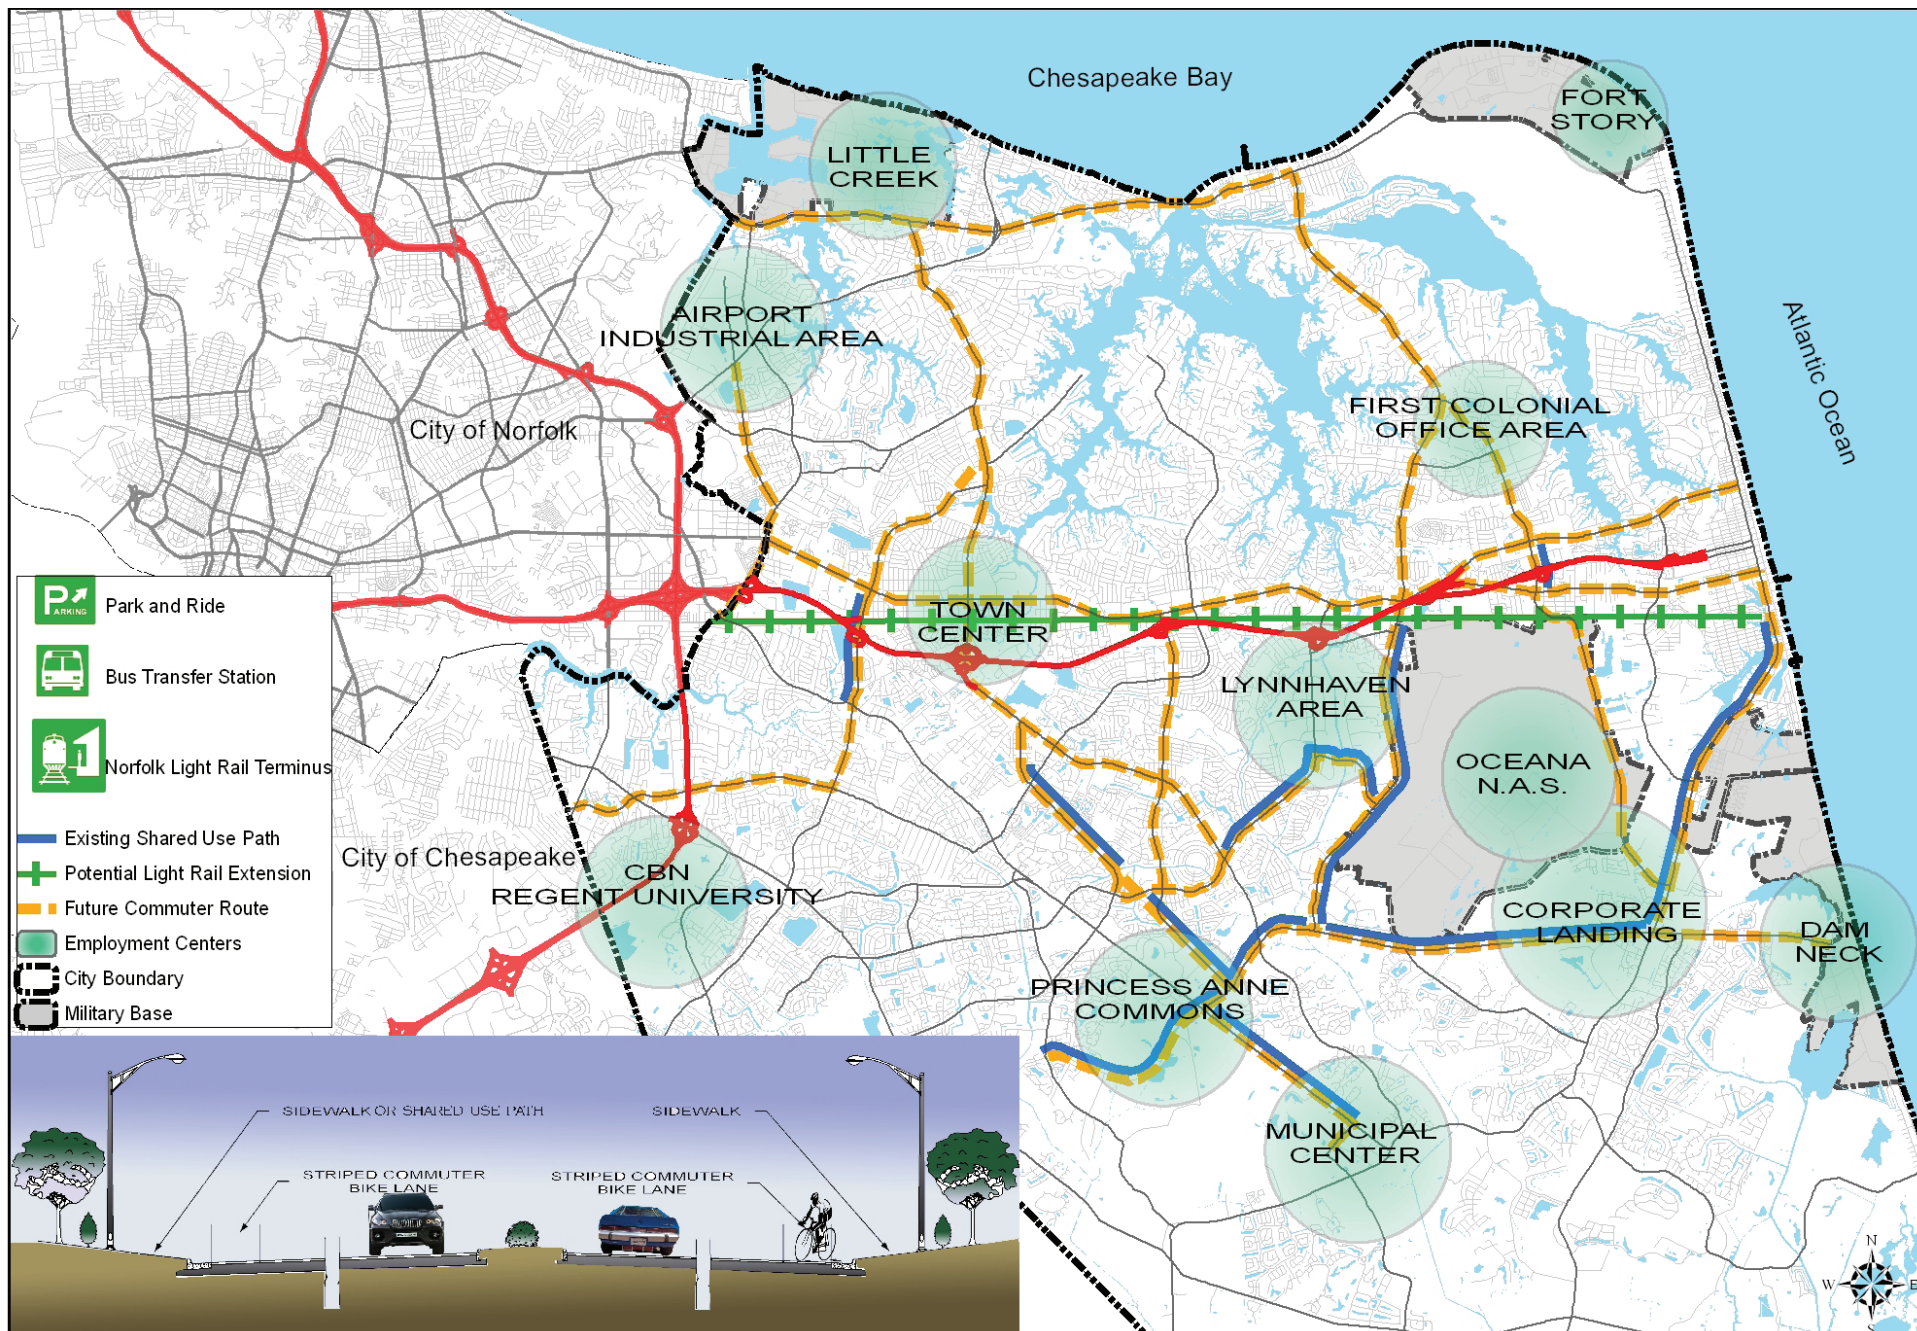 Chesapeake Bay
FORT
STORY
LITTLE
CREEK
AIRPORT
INDUSTRIAL AREA
Atlantic Ocean
City of Norfolk
FIRST COLONIAL
OFFICE AREA
TOWN
CENTER
LYNNHAVEN
AREA
OCEANA
N.A.S.
City of Chesapeake
CBN
REGENT UNIVERSITY
CORPORATE
LANDING
DAM
NECK
PRINCESS ANNE
COMMONS
MUNICIPAL
CENTER
P
ARKING
Park and Ride
Bus Transfer Station
Norfolk Light Rail Terminus
Existing Shared Use Path
Potential Light Rail Extension
Future Commuter Route
Employment Centers
City Boundary
Military Base
SIDEWALK OR SHARED USE PATH
SIDEWALK
STRIPED COMMUTER
BIKE LANE
STRIPED COMMUTER
BIKE LANE
N
W
E
S